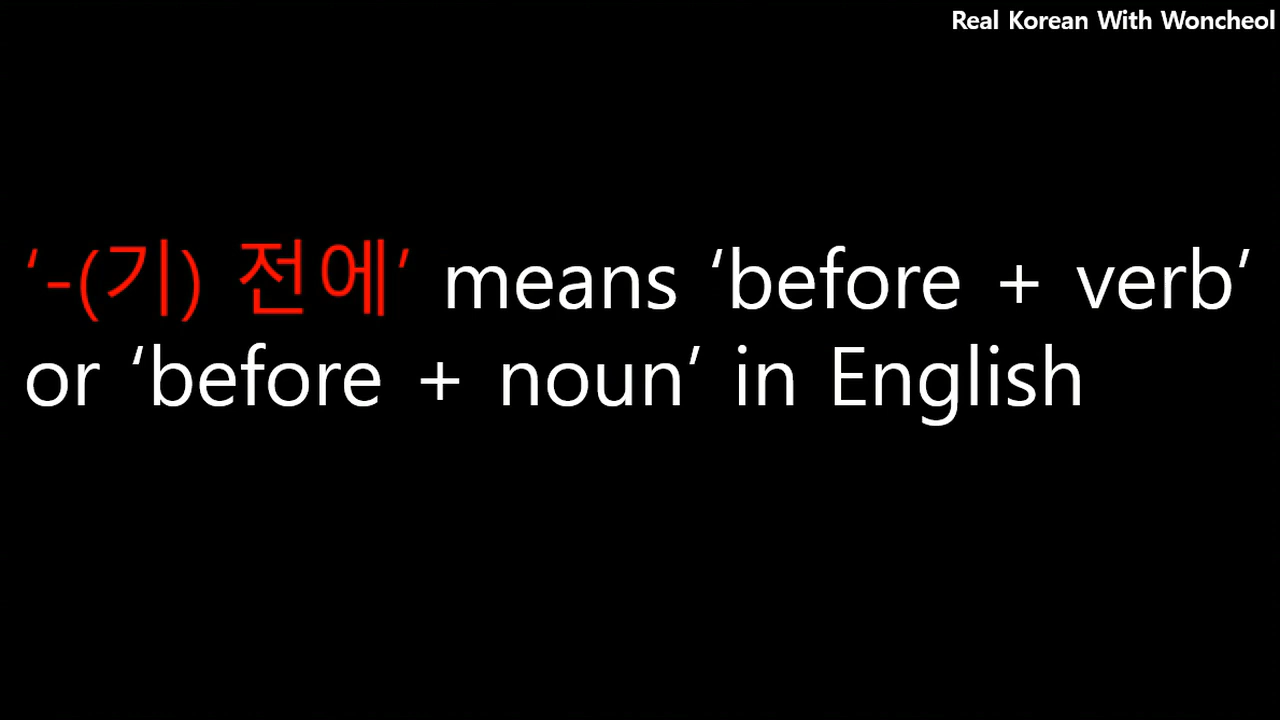 Real Korean With Woncheol
‘-(기) 전에’ means ‘before + verb’
or ‘before + noun’ in English